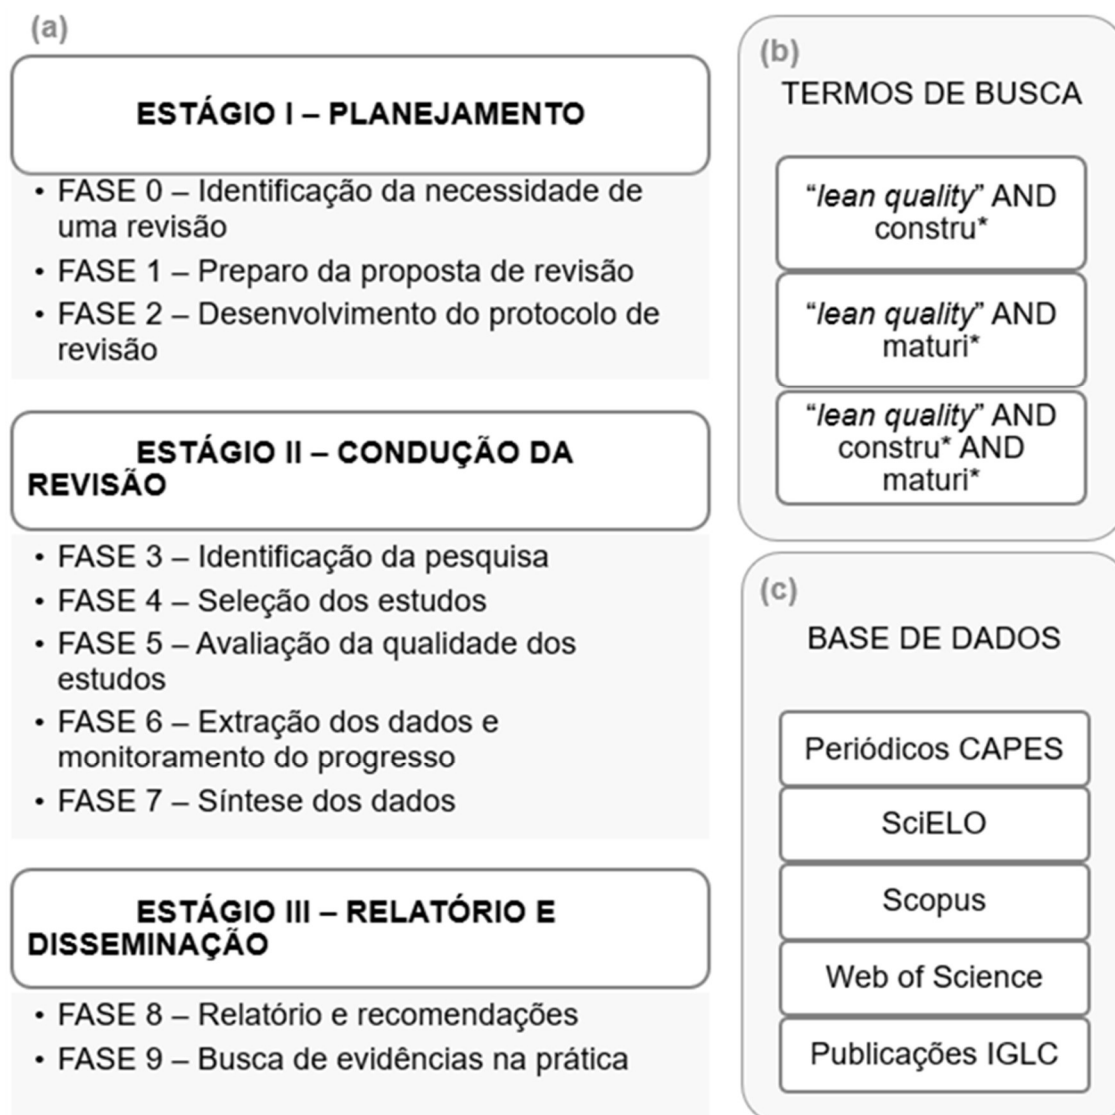 (a)
ESTÁGIO I – PLANEJAMENTO
• FASE 0 – Identificação da necessidade de
uma revisão
• FASE 1 – Preparo da proposta de revisão
• FASE 2 – Desenvolvimento do protocolo de
revisão
ESTÁGIO II – CONDUÇÃO DA
REVISÃO
• FASE 3 – Identificação da pesquisa
• FASE 4 – Seleção dos estudos
• FASE 5 – Avaliação da qualidade dos
estudos
• FASE 6 – Extração dos dados e
monitoramento do progresso
• FASE 7 – Síntese dos dados
ESTÁGIO III – RELATÓRIO E
DISSEMINAÇÃO
• FASE 8 – Relatório e recomendações
• FASE 9 – Busca de evidências na prática
(b)
TERMOS DE BUSCA
“lean quality” AND
constru*
“lean quality” AND
maturi*
“lean quality” AND
constru* AND
maturi*
(c)
BASE DE DADOS
Periódicos CAPES
SciELO
Scopus
Web of Science
Publicações IGLC